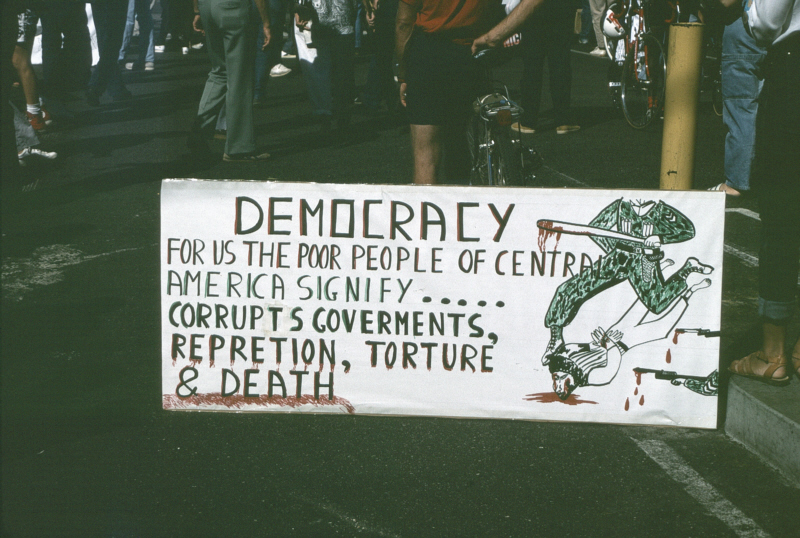 DEMOCRACY
FOR US THE POOR PEOPLE OF CENTRAL
AMERICA SIGNIFY.....
CORRUPTS GOVERMENTS,
REPRETION, TORTURE
& DEATH